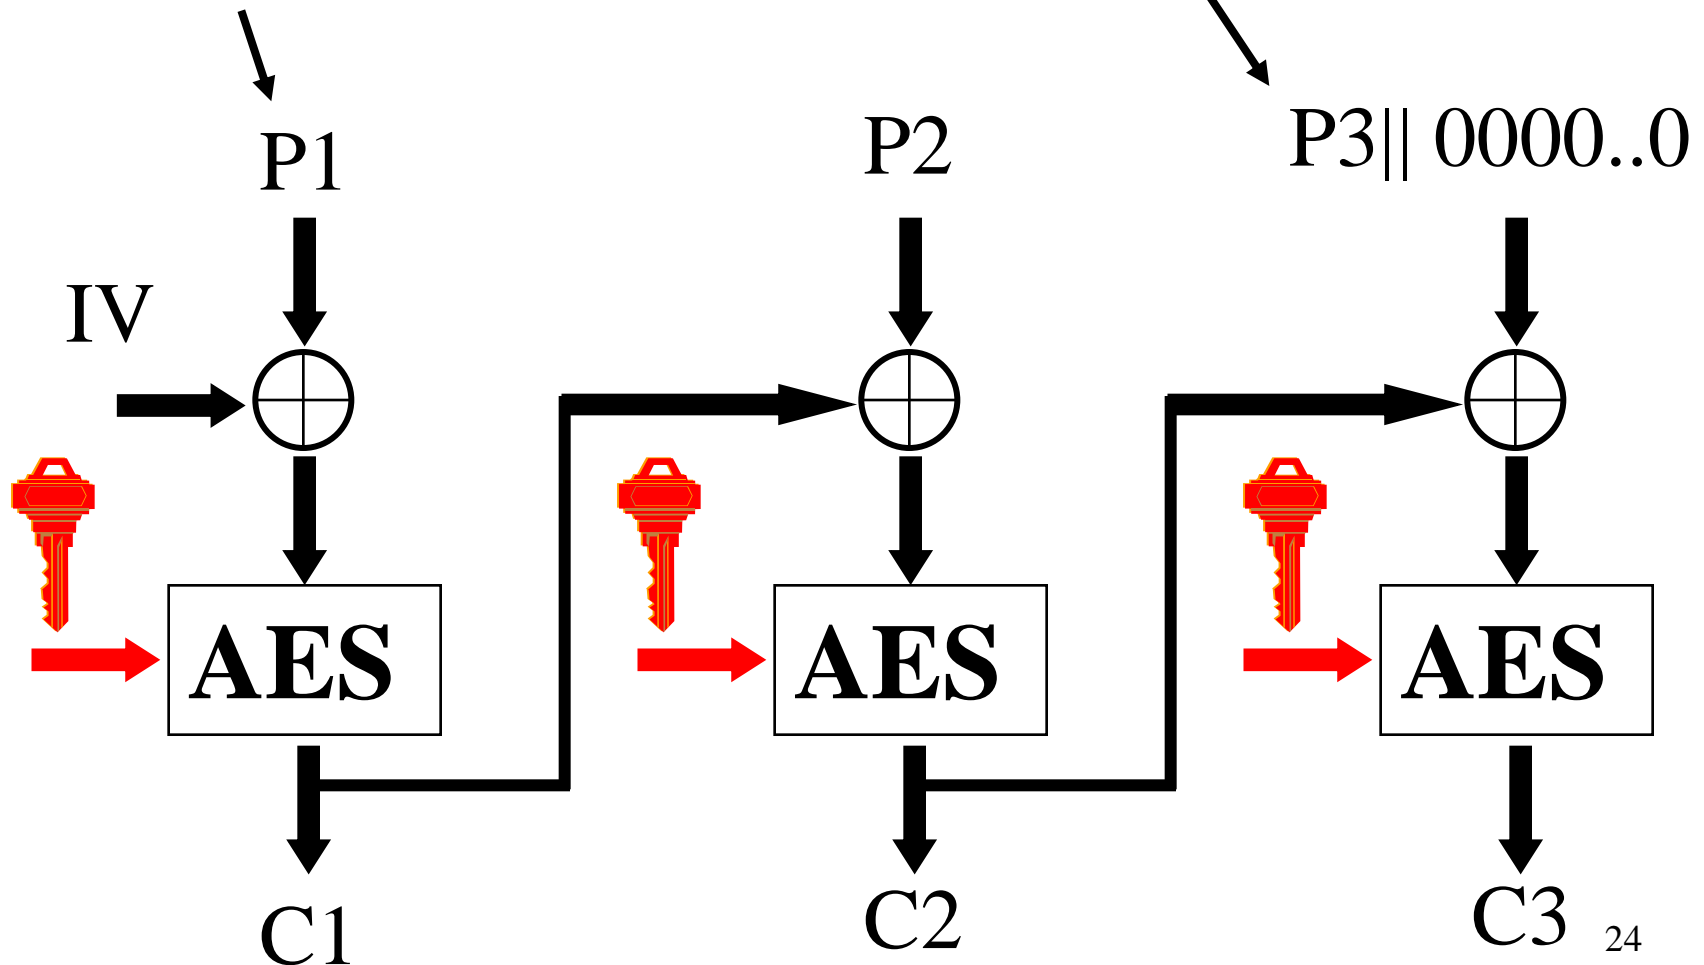 P1
P2
P3|| 0000..0
IV
AES
AES
AES
C1
C2
C3
24